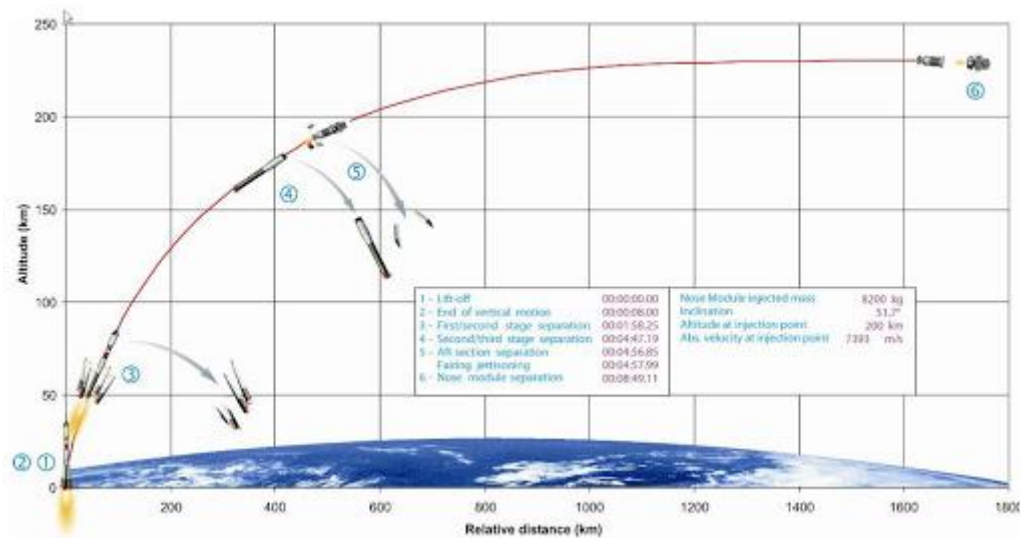 250
200
150
100
50
0
Altitude (km)
①
②
③
④
⑤
⑥
1 - Lift-off 00:00:00.00
2 - End of vertical motion 00:00:08.00
3 - First/second stage separation 00:01:58.25
4 - Second/third stage separation 00:04:47.19
5 - Aft section separation 00:04:56.85
Fairing jettisoning 00:04:57.99
6 - Nose module separation 00:08:49.11
Nose Module injected mass 8200 kg
Inclination 51,7°
Altitude at injection point 200 km
Abs. velocity at injection point 7393 m/s
200 400 600 800 1000 1200 1400 1600 1800
Relative distance (km)